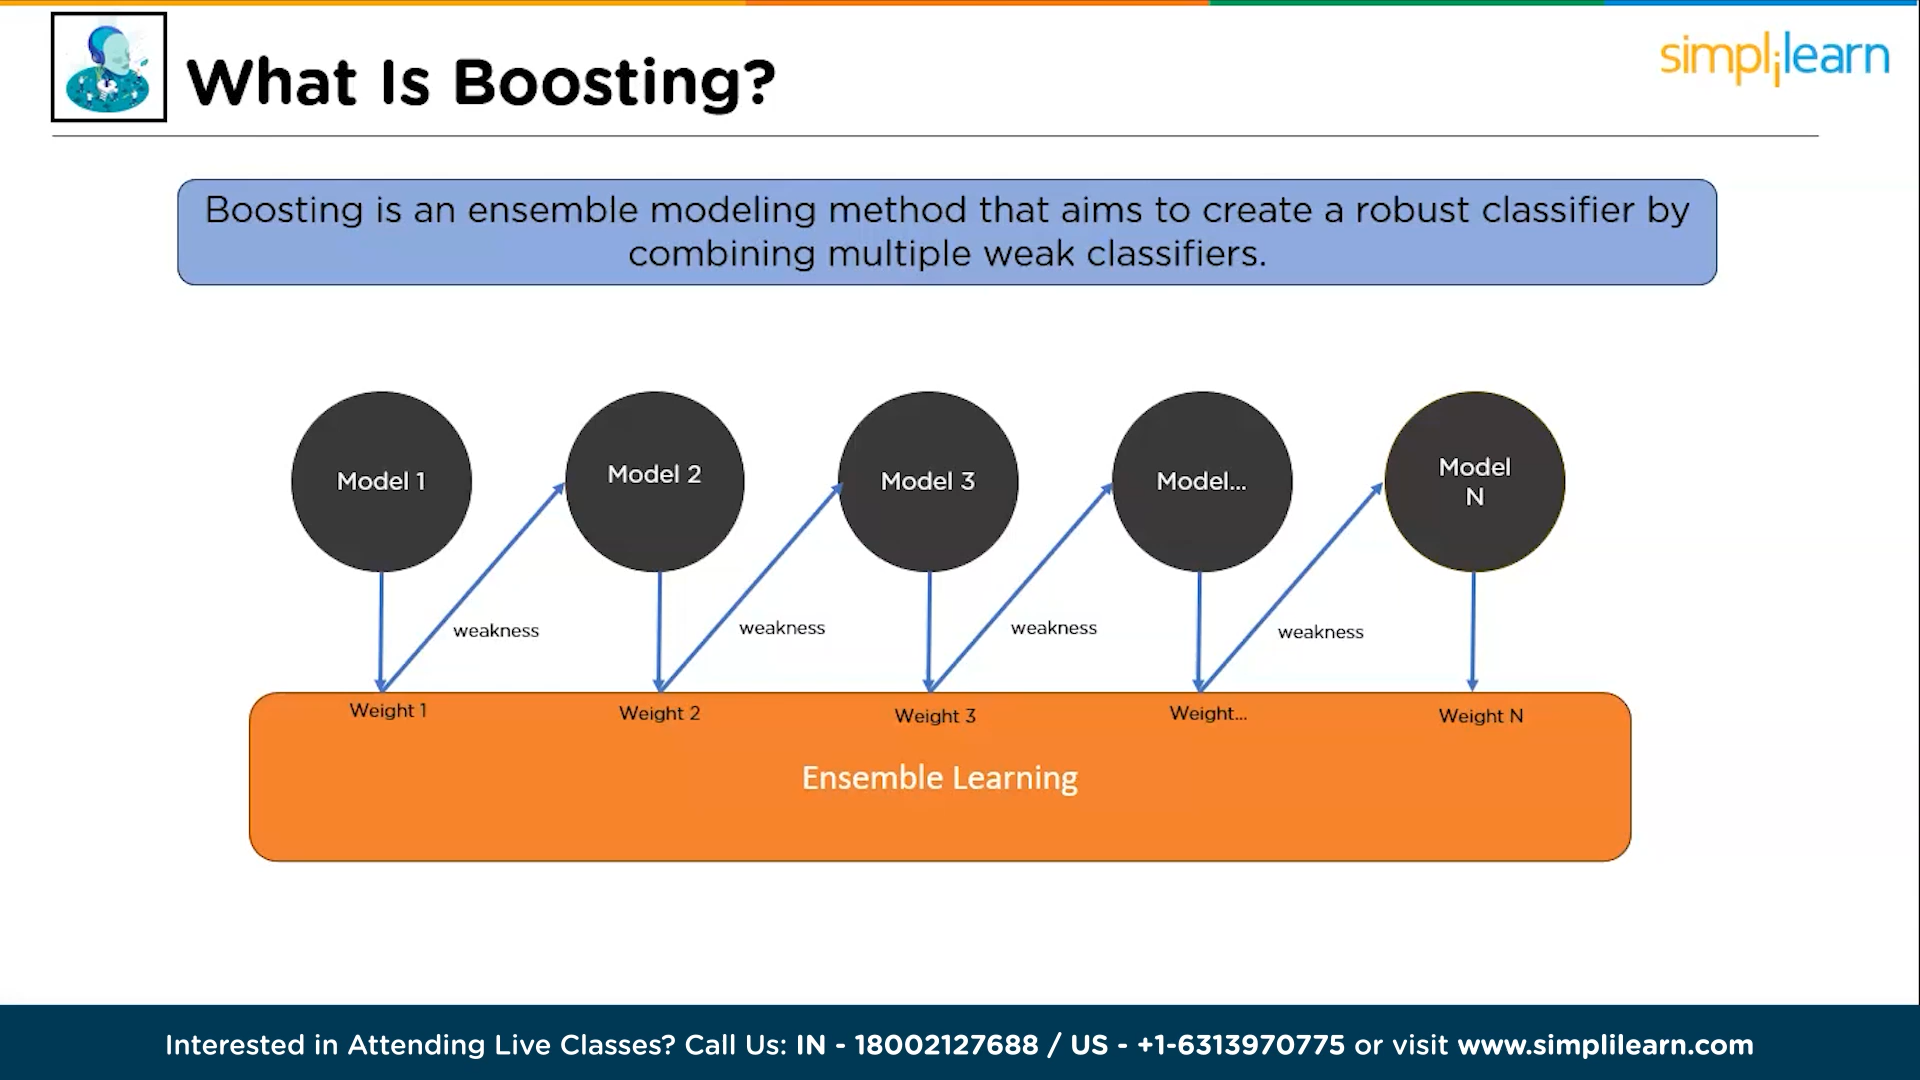 What Is Boosting?
simplilearn
Boosting is an ensemble modeling method that aims to create a robust classifier by
combining multiple weak classifiers.
Model 1
Model 2
Model 3
Model...
Model
N
weakness
weakness
weakness
weakness
Weight 1
Weight 2
Weight 3
Weight...
Weight N
Ensemble Learning
Interested in Attending Live Classes? Call Us: IN - 18002127688 / US - +1-6313970775 or visit www.simplilearn.com